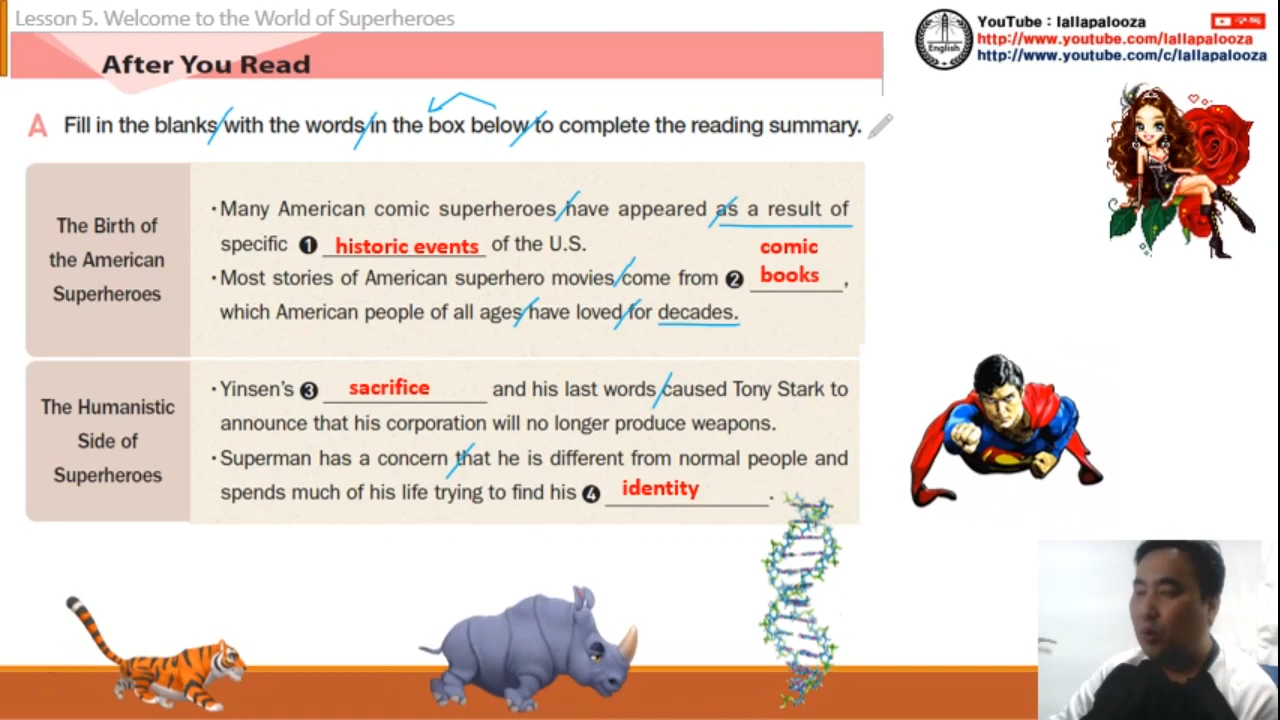 Lesson 5. Welcome to the World of Superheroes
YouTube : lallapalooza
http://www.youtube.com/lallapalooza
http://www.youtube.com/c/lallapalooza
English
After You Read
A Fill in the blanks with the words in the box below to complete the reading summary.
The Birth of
the American
Superheroes
·Many American comic superheroes have appeared as a result of
specific ❶ historic events of the U.S.
·Most stories of American superhero movies come from ❷ comic books,
which American people of all ages have loved for decades.
The Humanistic
Side of
Superheroes
·Yinsen's ❸ sacrifice and his last words caused Tony Stark to
announce that his corporation will no longer produce weapons.
·Superman has a concern that he is different from normal people and
spends much of his life trying to find his ❹ identity.